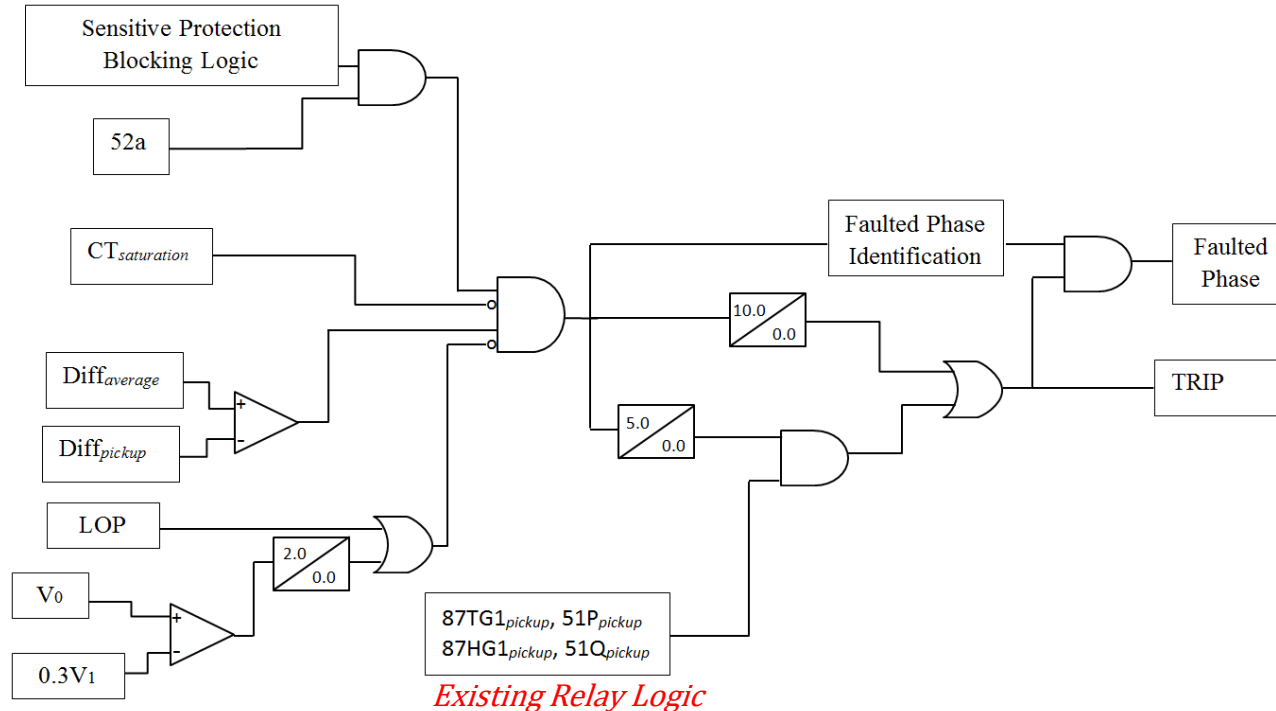 Sensitive Protection
Blocking Logic
52a
CTsaturation
Diffaverage
+
-
Diffpickup
LOP
2.0
0.0
V0
+
-
0.3V1
Faulted Phase
Identification
Faulted
Phase
10.0
0.0
5.0
0.0
TRIP
87TG1pickup, 51Ppickup
87HG1pickup, 51Qpickup
Existing Relay Logic